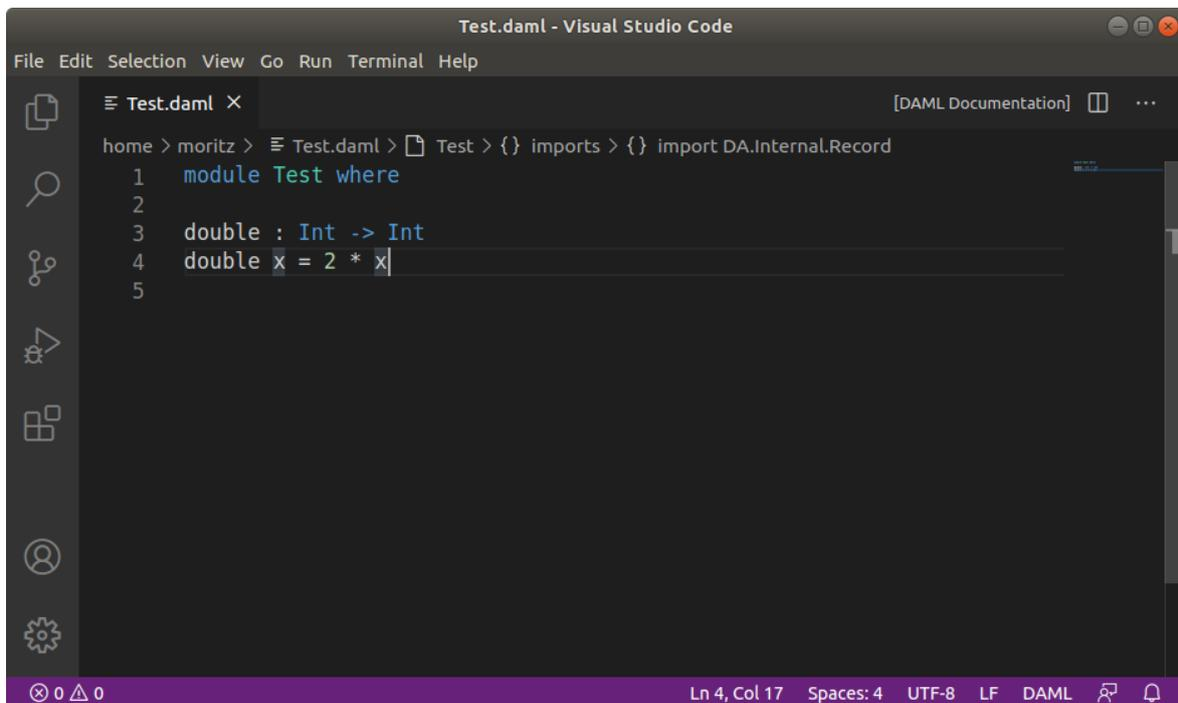 Test.daml - Visual Studio Code
File Edit Selection View Go Run Terminal Help
Test.daml
[DAML Documentation]
home > moritz > Test.daml > Test > {} imports > {} import DA.Internal.Record
1 module Test where
2
3 double : Int -> Int
4 double x = 2 * x
5
0 0 Ln 4, Col 17 Spaces: 4 UTF-8 LF DAML